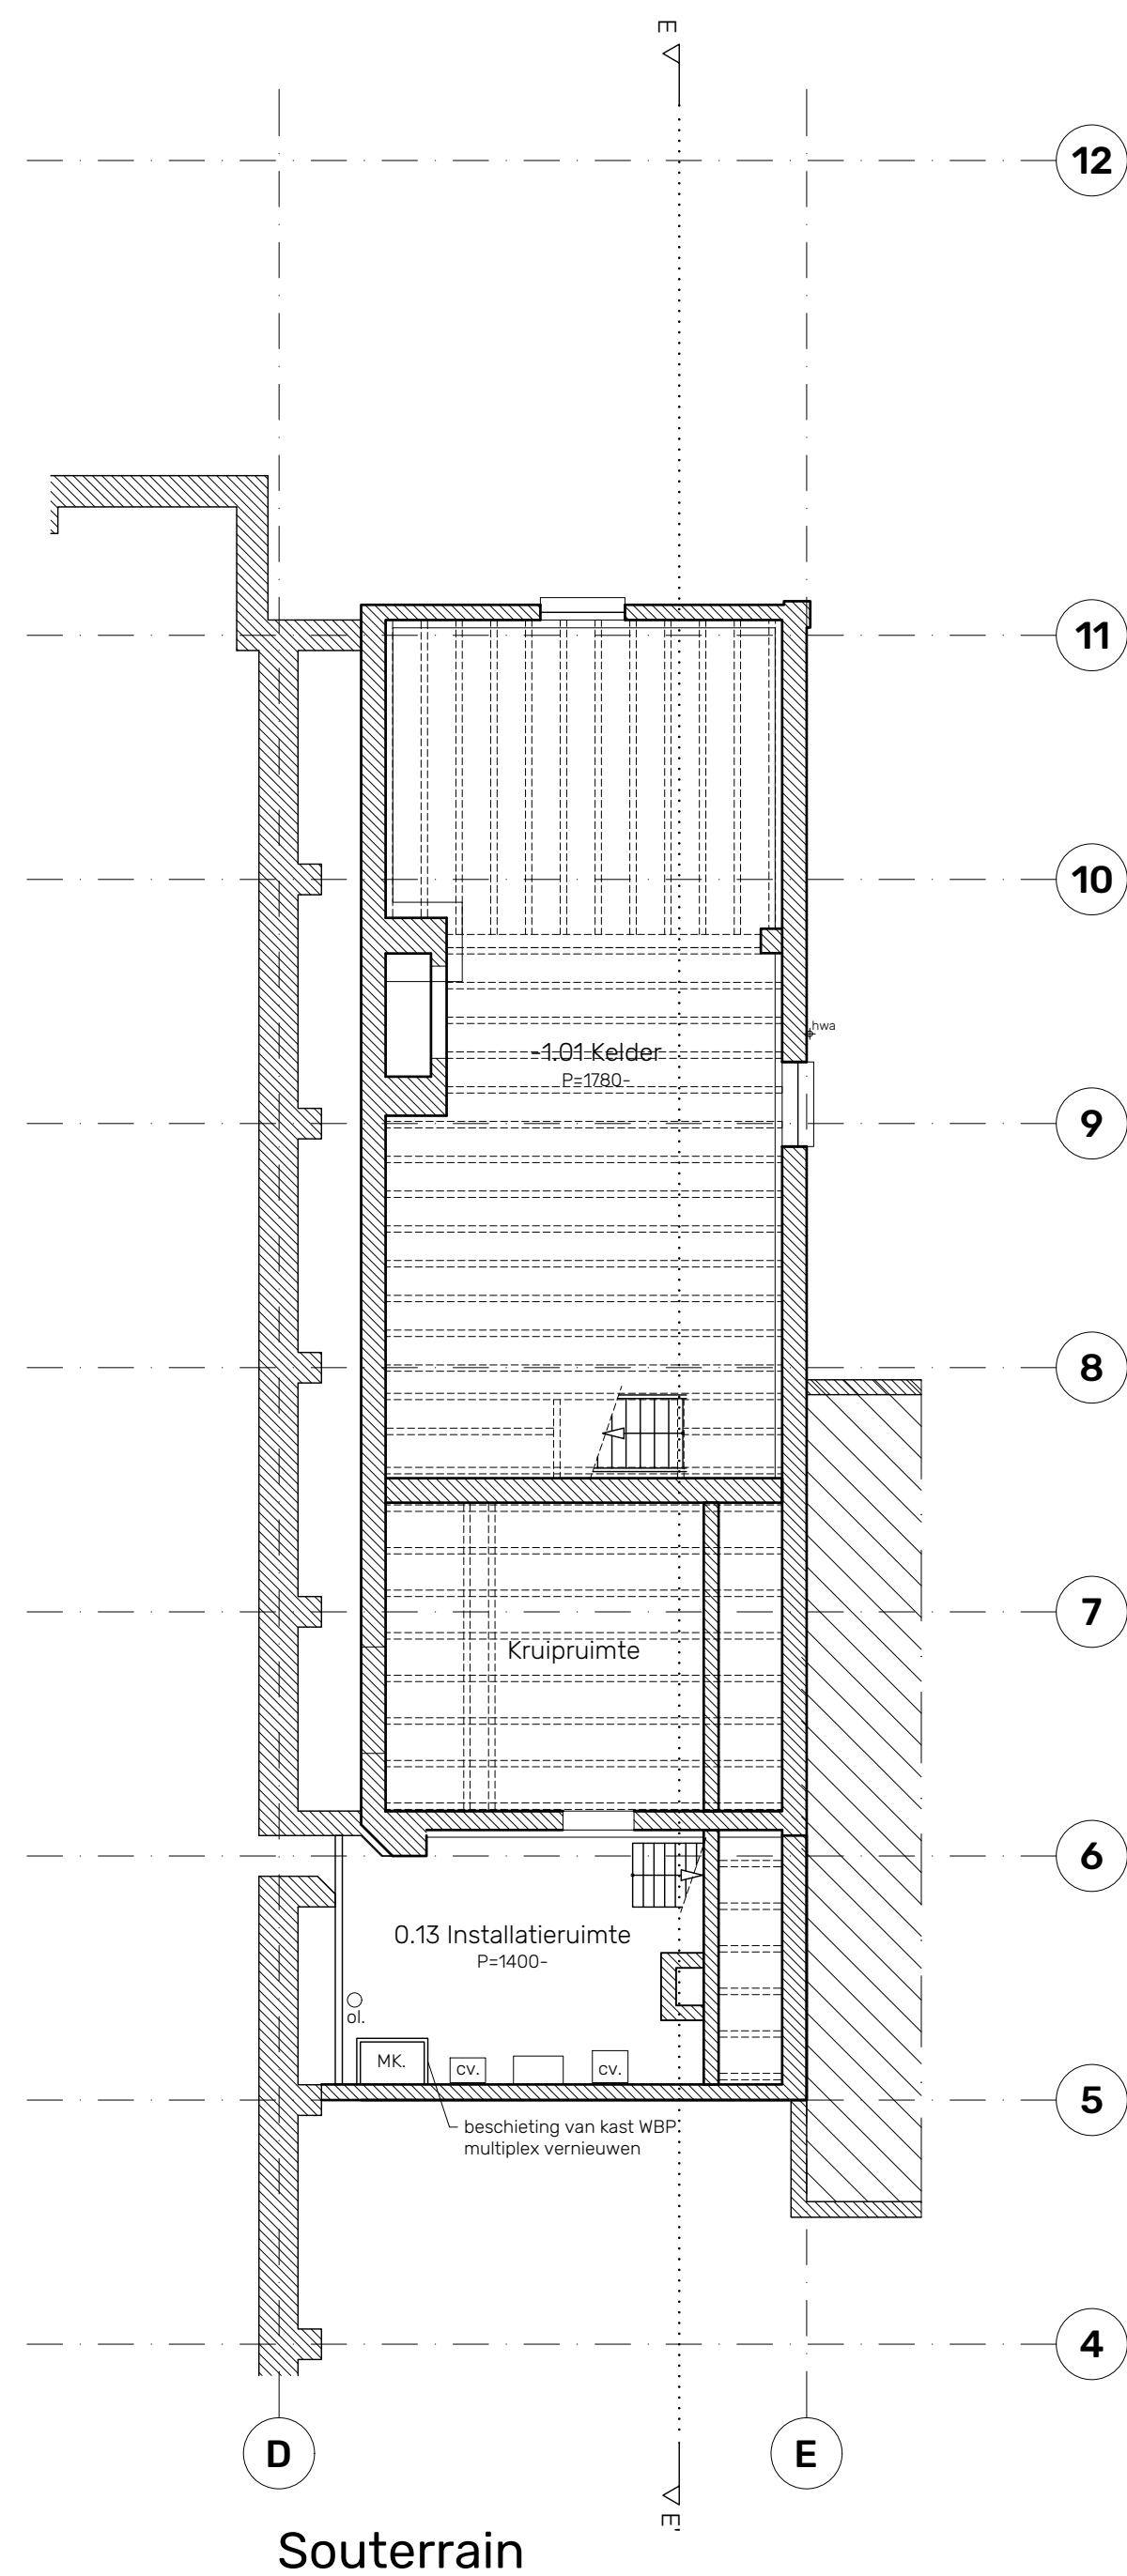 E
12
11
10
hwa
-1.01 Kelder
P=1780-
9
8
7
Kruipruimte
6
0.13 Installatieruimte
P=1400-
ol.
MK.
cv.
cv.
5
beschieting van kast WBP
multiplex vernieuwen
4
D
E
E'
Souterrain